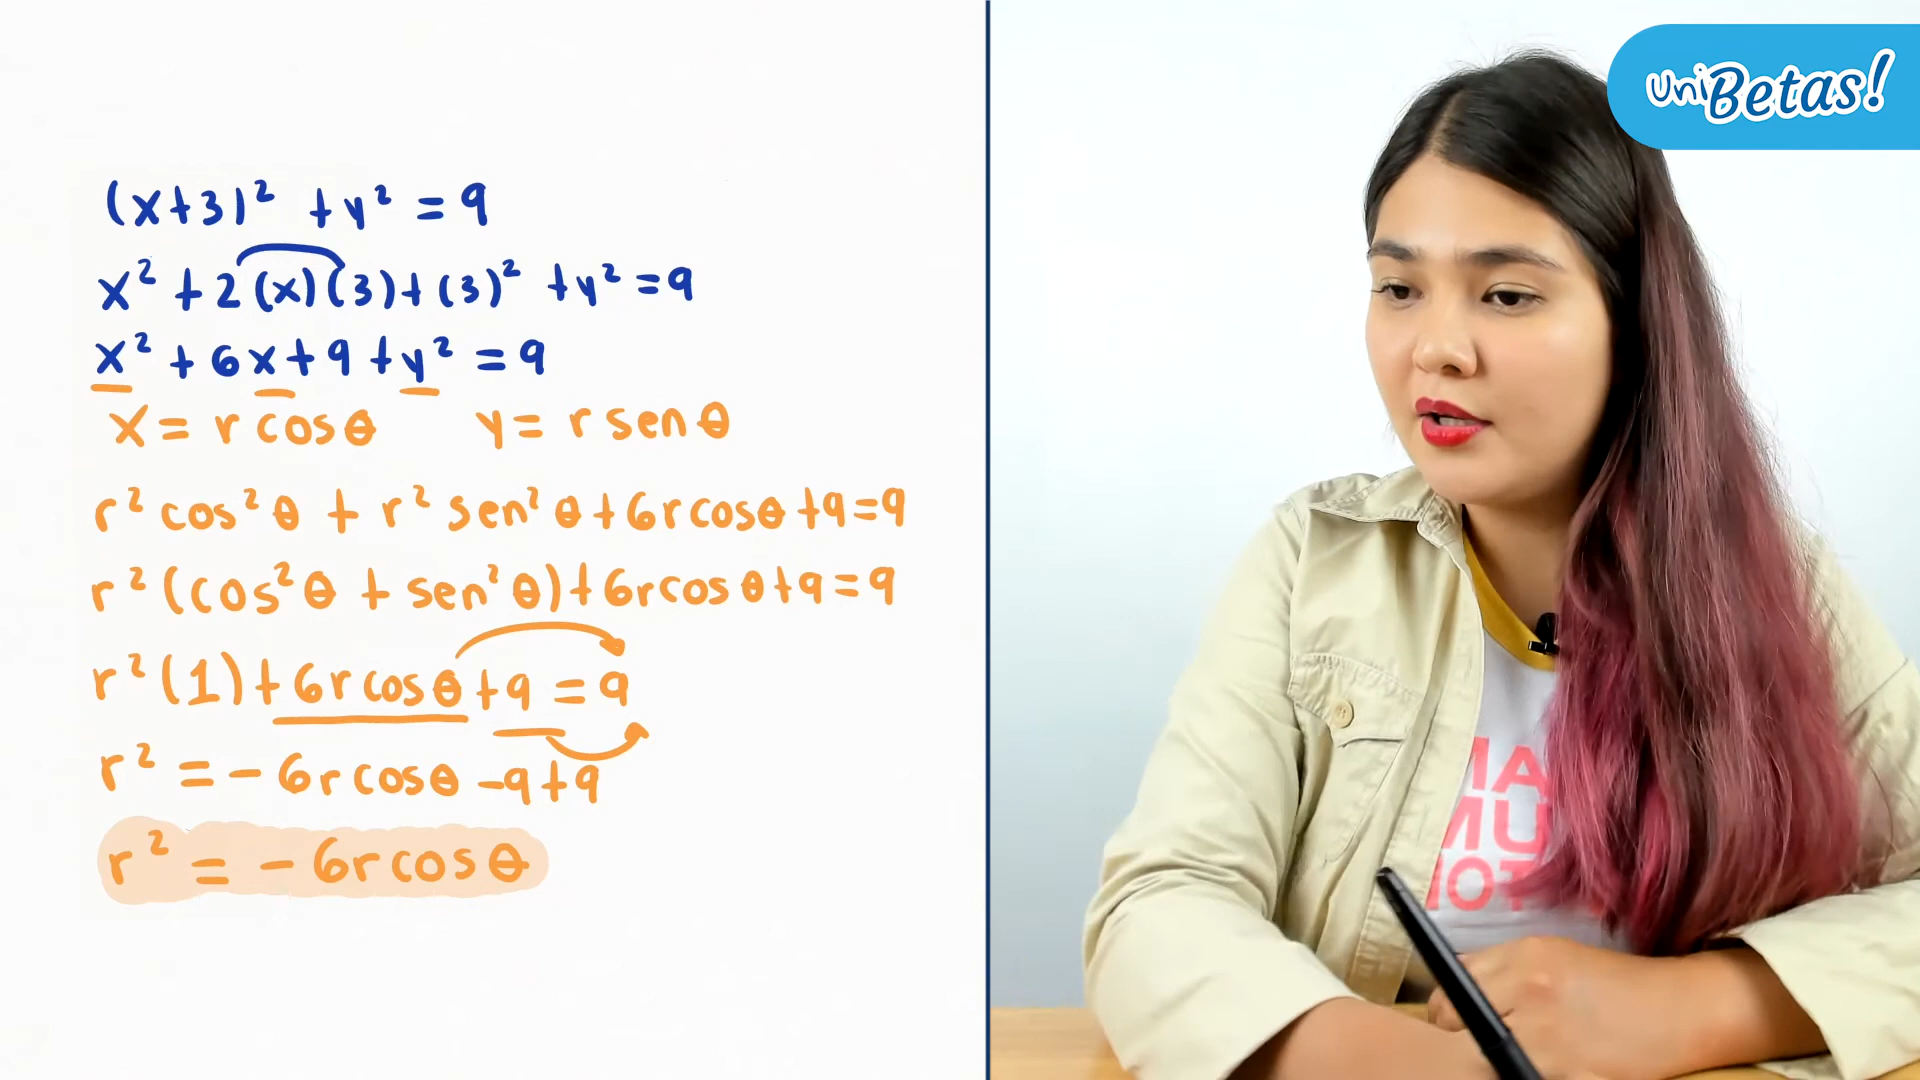 (x+3)² + y² = 9
x² + 2(x)(3) + (3)² + y² = 9
x² + 6x + 9 + y² = 9
x = r cosθ y = r senθ
r² cos²θ + r² sen²θ + 6r cosθ + 9 = 9
r² (cos²θ + sen²θ) + 6r cosθ + 9 = 9
r² (1) + 6r cosθ + 9 = 9
r² = - 6r cosθ - 9 + 9
r² = - 6r cosθ
uniBetas!